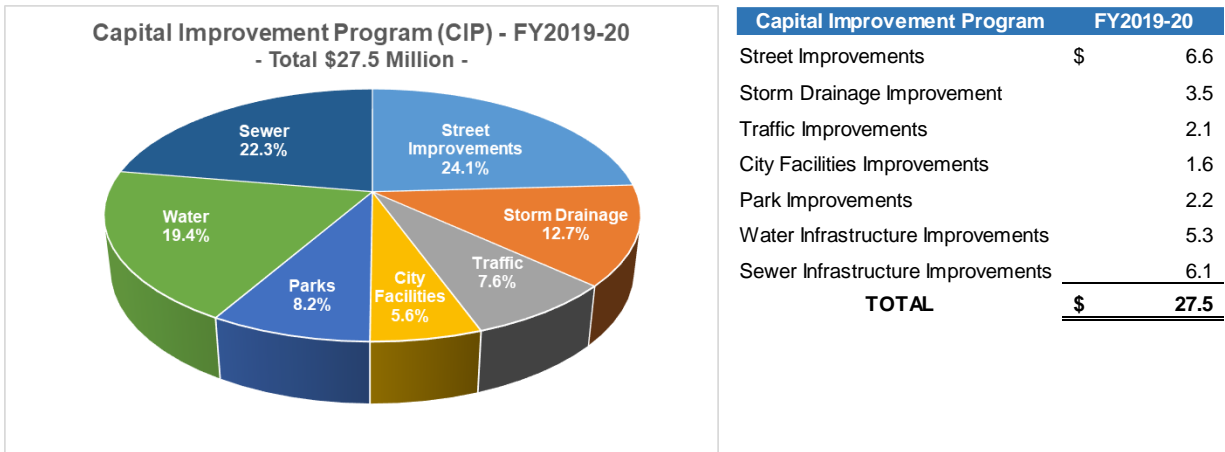 Capital Improvement Program (CIP) - FY2019-20
- Total $27.5 Million -
Sewer
22.3%
Street
Improvements
24.1%
Water
19.4%
Storm Drainage
12.7%
Traffic
7.6%
Parks
8.2%
City
Facilities
5.6%
Capital Improvement Program FY2019-20
Street Improvements $ 6.6
Storm Drainage Improvement 3.5
Traffic Improvements 2.1
City Facilities Improvements 1.6
Park Improvements 2.2
Water Infrastructure Improvements 5.3
Sewer Infrastructure Improvements 6.1
TOTAL $ 27.5